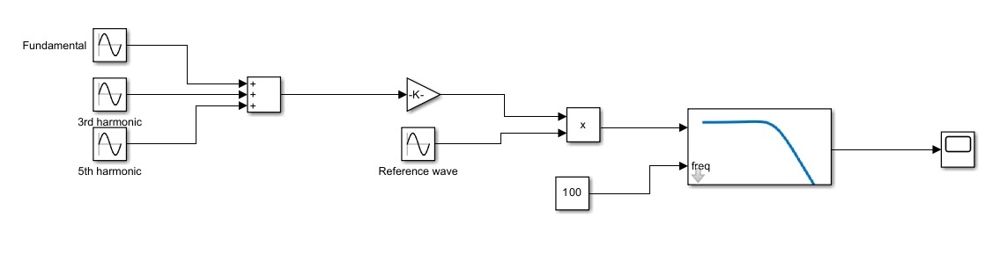 Fundamental
+
+
+
3rd harmonic
5th harmonic
-K-
Reference wave
x
100
freq